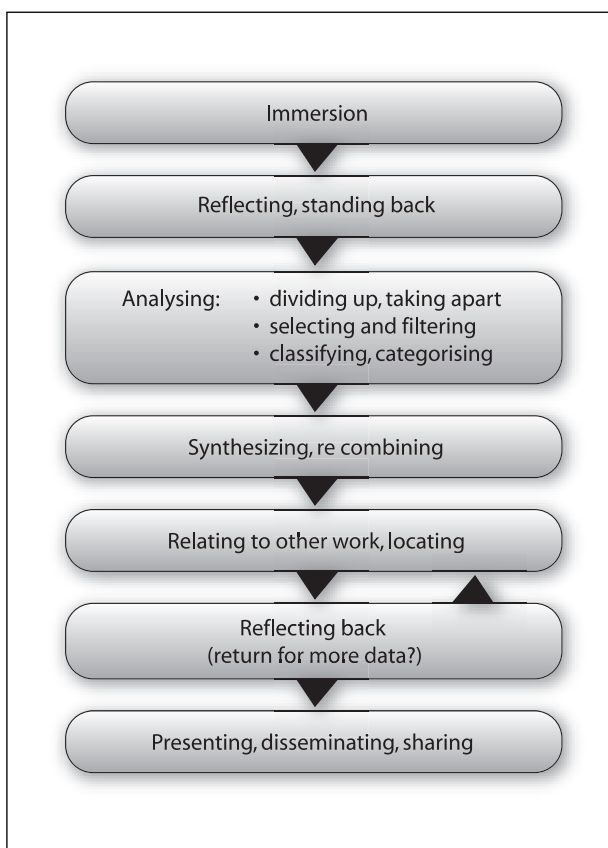 Immersion
Reflecting, standing back
Analysing: • dividing up, taking apart
• selecting and filtering
• classifying, categorising
Synthesizing, re combining
Relating to other work, locating
Reflecting back
(return for more data?)
Presenting, disseminating, sharing